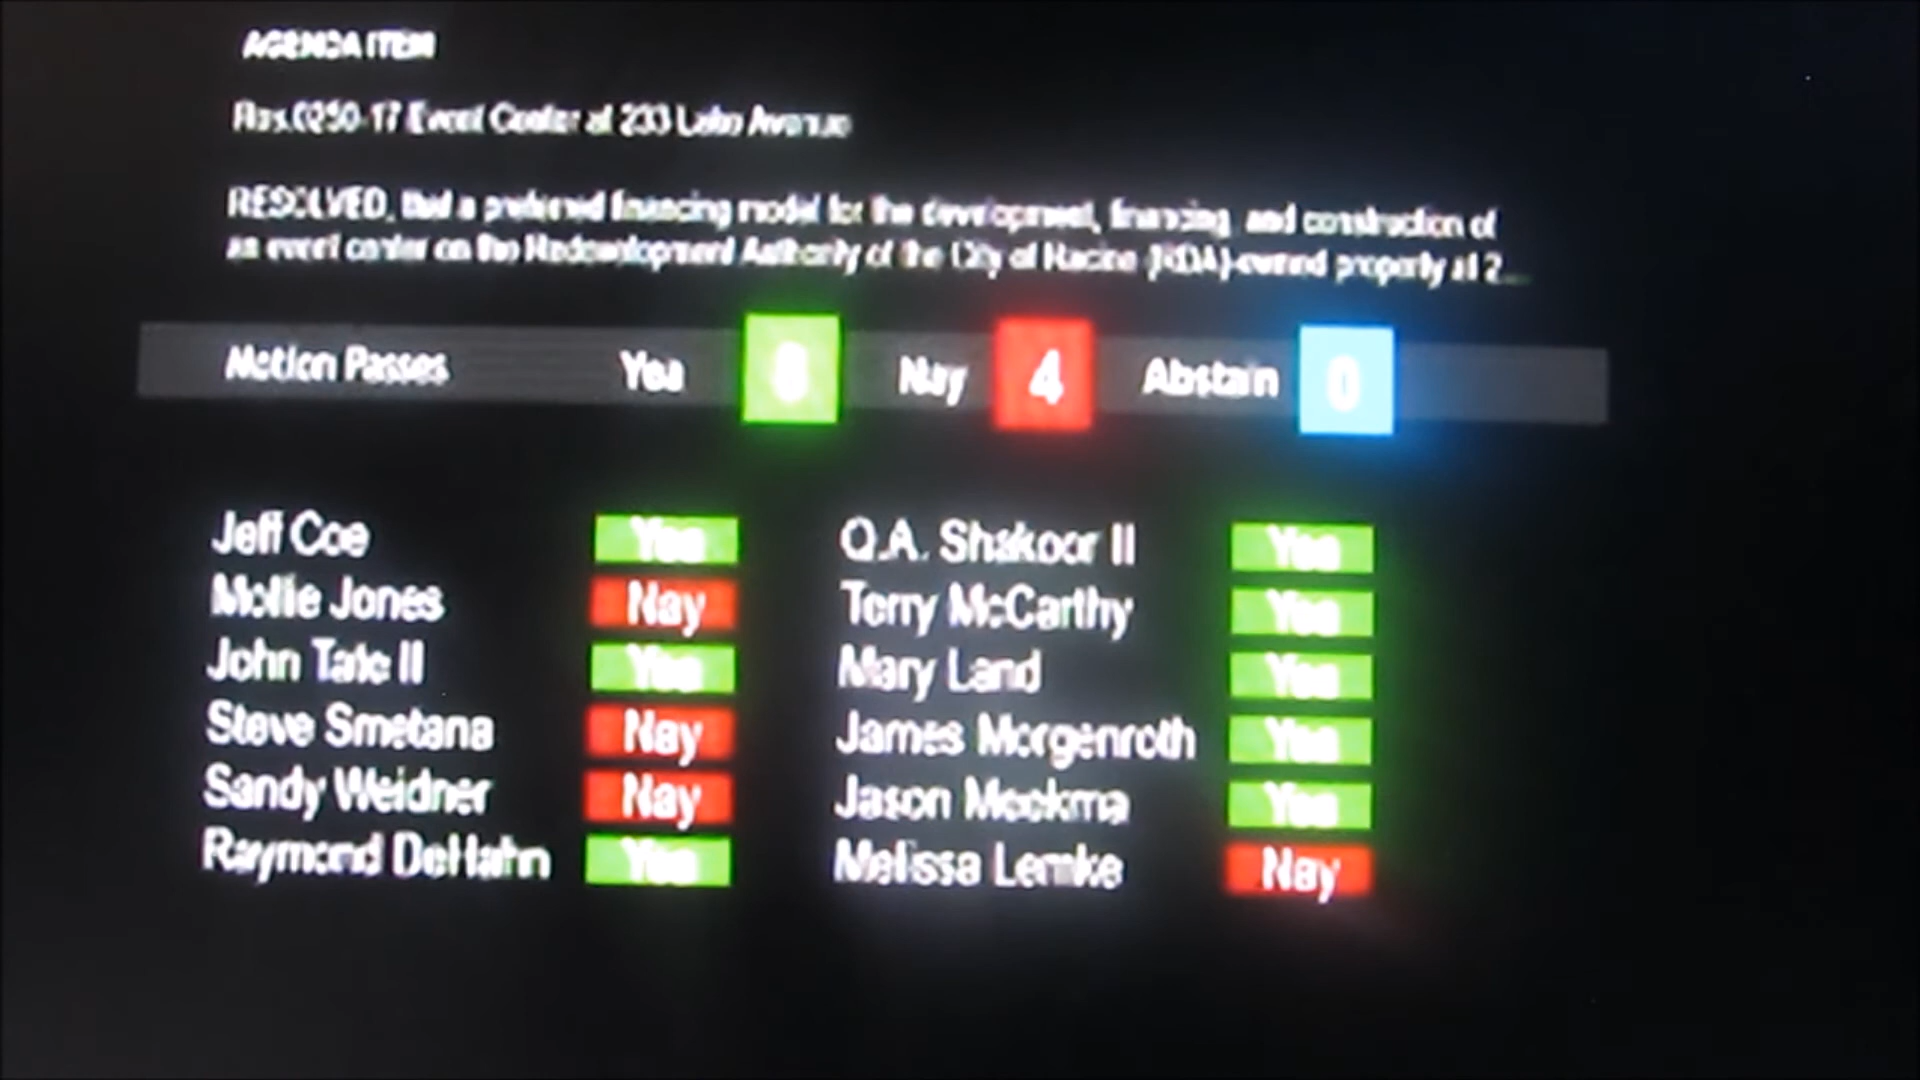 AGENDA ITEM
Res.0250-17 Event Center at 233 Lake Avenue
RESOLVED, that a preferred financing model for the development, financing, and construction of
an event center on the Redevelopment Authority of the City of Racine (RDA)-owned property at 2...
Motion Passes Yea 8 Nay 4 Abstain 0
Jeff Coe Yea Q.A. Shakoor II Yea
Mollie Jones Nay Terry McCarthy Yea
John Tate II Yea Mary Land Yea
Steve Smetana Nay James Morgenroth Yea
Sandy Weidner Nay Jason Meekma Yea
Raymond DeHahn Yea Melissa Lemke Nay